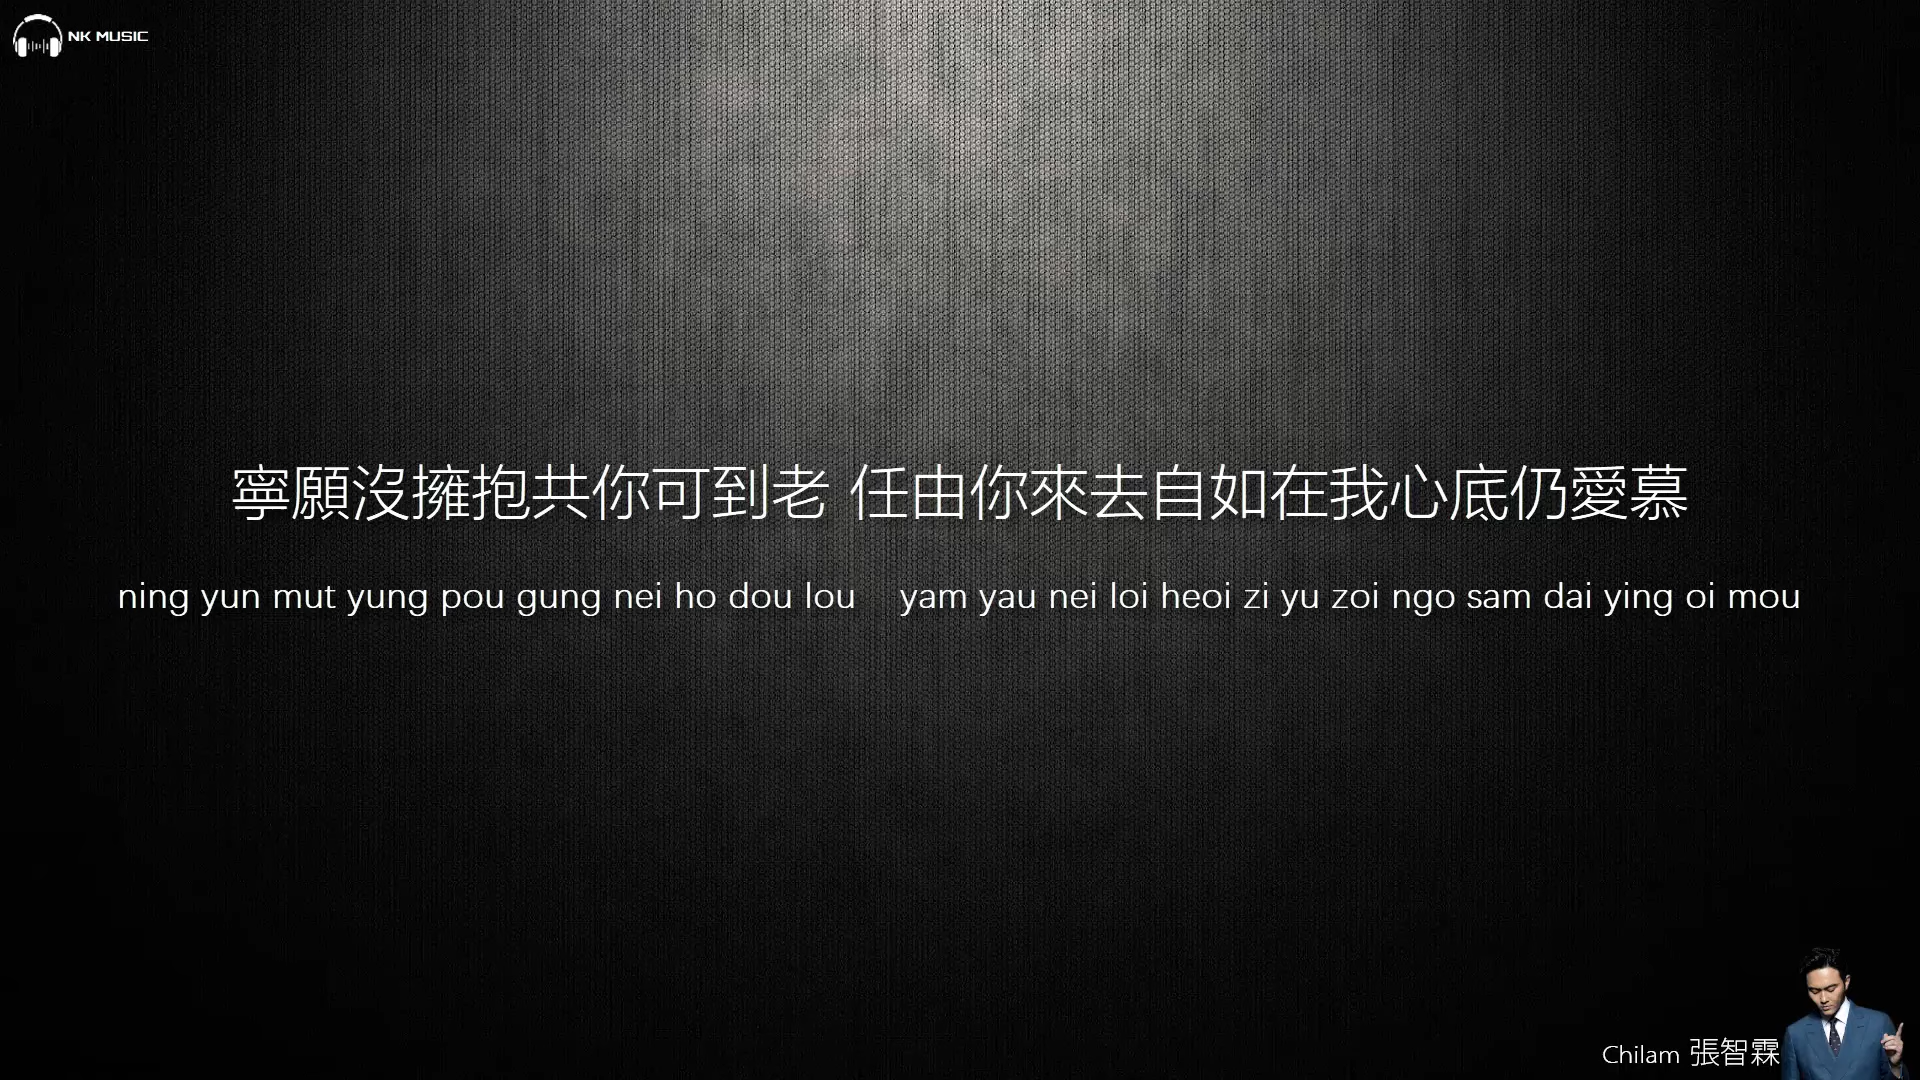 NK MUSIC
寧願沒擁抱共你可到老 任由你來去自如在我心底仍愛慕
ning yun mut yung pou gung nei ho dou lou yam yau nei loi heoi zi yu zoi ngo sam dai ying oi mou
Chilam 張智霖